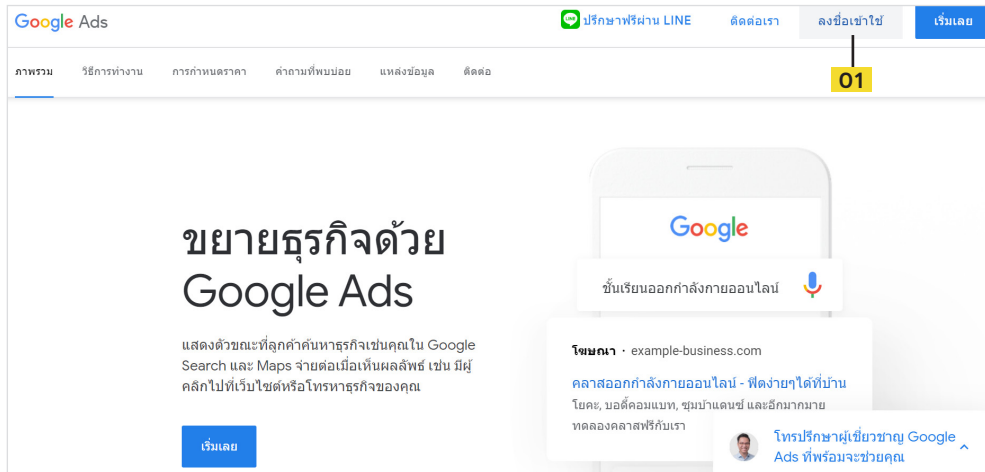 Google Ads
ปรึกษาฟรีผ่าน LINE
ติดต่อเรา
ลงชื่อเข้าใช้
เริ่มเลย
ภาพรวม
วิธีการทำงาน
การกำหนดราคา
คำถามที่พบบ่อย
แหล่งข้อมูล
ติดต่อ
01
ขยายธุรกิจด้วย
Google Ads
แสดงตัวขณะที่ลูกค้าค้นหาธุรกิจเช่นคุณใน Google
Search และ Maps จ่ายต่อเมื่อเห็นผลลัพธ์ เช่น มีผู้
คลิกไปที่เว็บไซต์หรือโทรหาธุรกิจของคุณ
เริ่มเลย
Google
ชั้นเรียนออกกำลังกายออนไลน์
โฆษณา · example-business.com
คลาสออกกำลังกายออนไลน์ - ฟิตง่ายๆได้ที่บ้าน
โยคะ, บอดี้คอมแบท, ซุมบ้าแดนซ์ และอีกมากมาย
ทดลองคลาสฟรีกับเรา
โทรปรึกษาผู้เชี่ยวชาญ Google
Ads ที่พร้อมจะช่วยคุณ